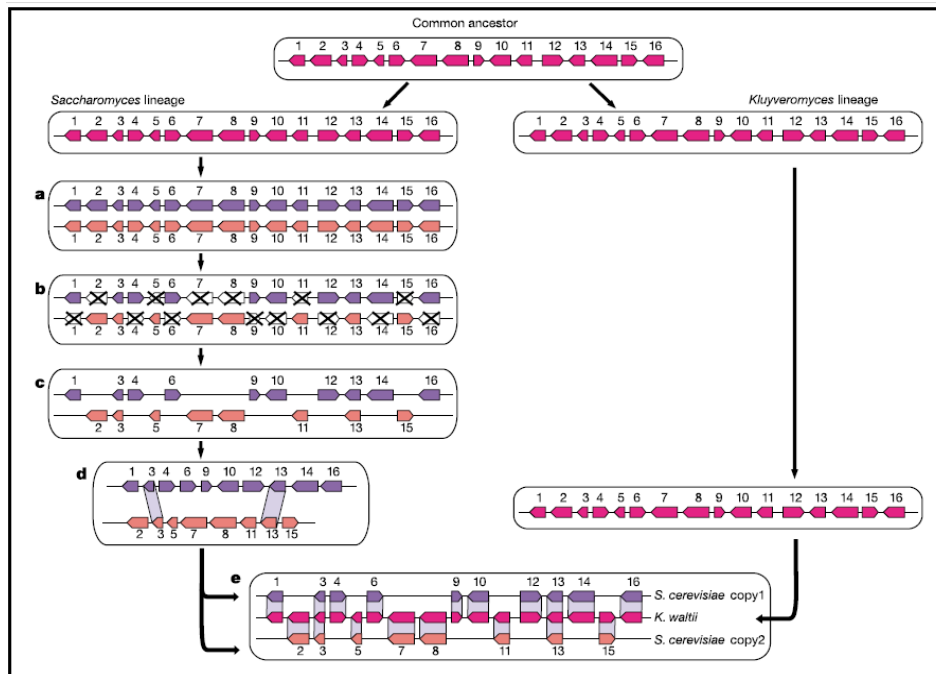 Common ancestor
1 2 3 4 5 6 7 8 9 10 11 12 13 14 15 16
Saccharomyces lineage
Kluyveromyces lineage
1 2 3 4 5 6 7 8 9 10 11 12 13 14 15 16
1 2 3 4 5 6 7 8 9 10 11 12 13 14 15 16
a
1 2 3 4 5 6 7 8 9 10 11 12 13 14 15 16
1 2 3 4 5 6 7 8 9 10 11 12 13 14 15 16
b
1 2 3 4 5 6 7 8 9 10 11 12 13 14 15 16
1 2 3 4 5 6 7 8 9 10 11 12 13 14 15 16
c
1 3 4 6 9 10 12 13 14 16
2 3 5 7 8 11 13 15
d
1 3 4 6 9 10 12 13 14 16
2 3 5 7 8 11 13 15
1 2 3 4 5 6 7 8 9 10 11 12 13 14 15 16
e
1 3 4 6 9 10 12 13 14 16
S. cerevisiae copy1
K. waltii
S. cerevisiae copy2
2 3 5 7 8 11 13 15